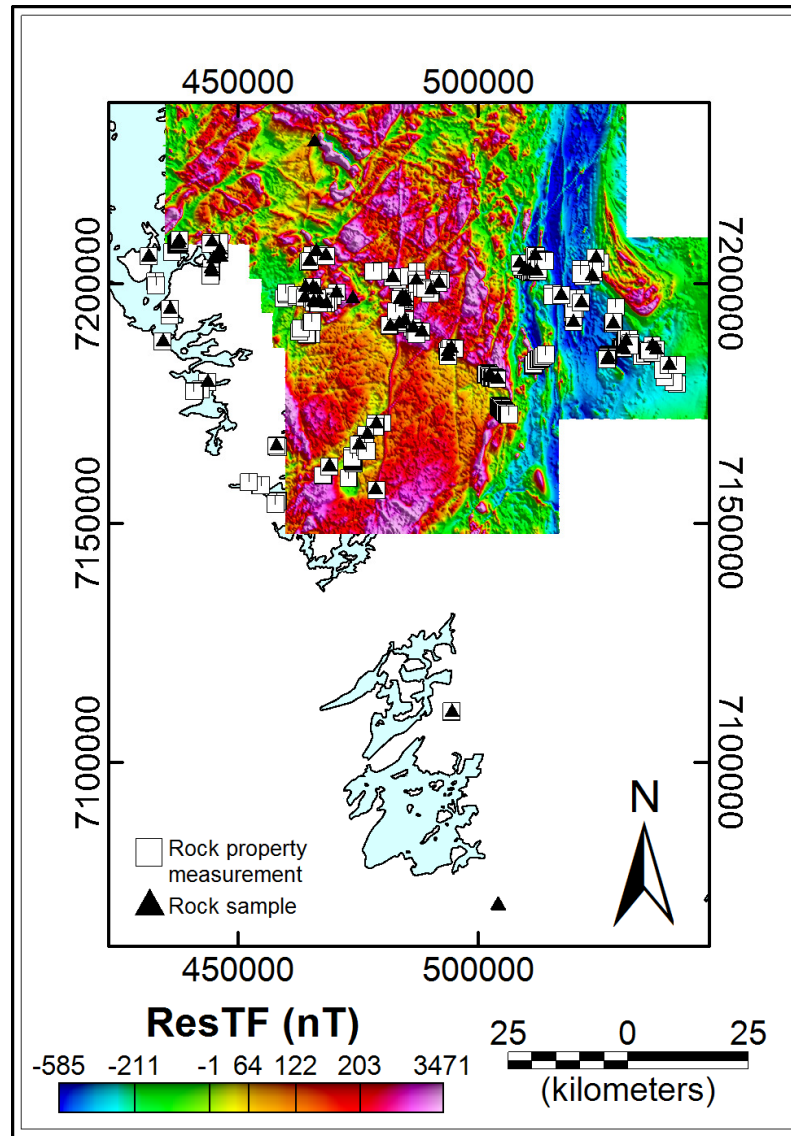 450000 500000
7200000 7200000
7150000 7150000
7100000 7100000
N
Rock property
measurement
Rock sample
450000 500000
ResTF (nT)
-585 -211 -1 64 122 203 3471
25 0 25
(kilometers)